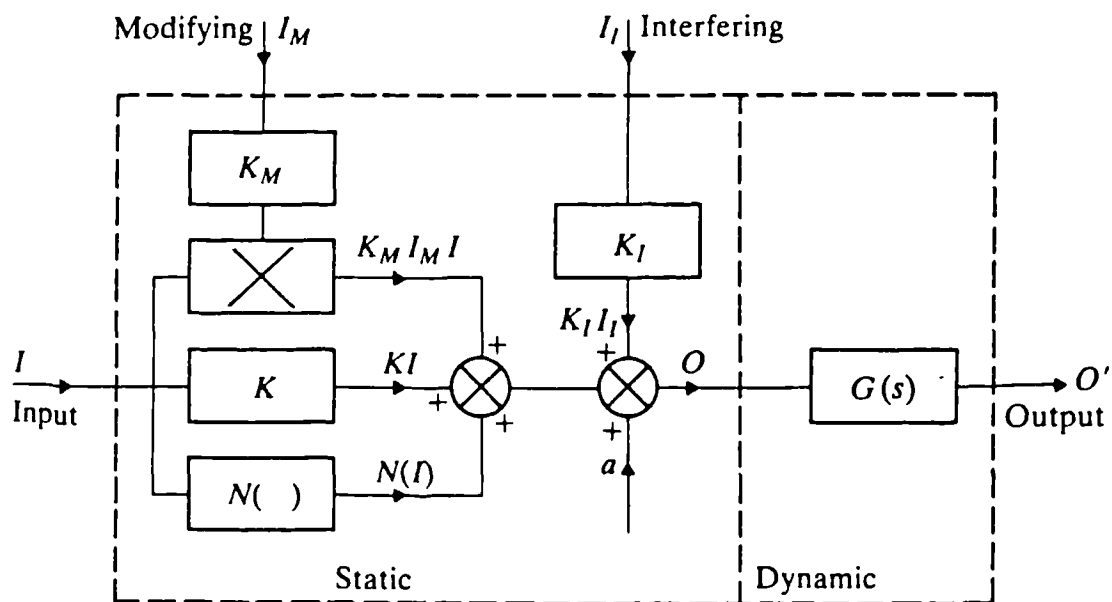 Modifying I_M
I_I Interfering
K_M
K_M I_M I
K_I
K_I I_I
I
Input
K
KI
+
+
+
+
+
O
G(s)
O'
Output
N( )
N(I)
a
Static
Dynamic